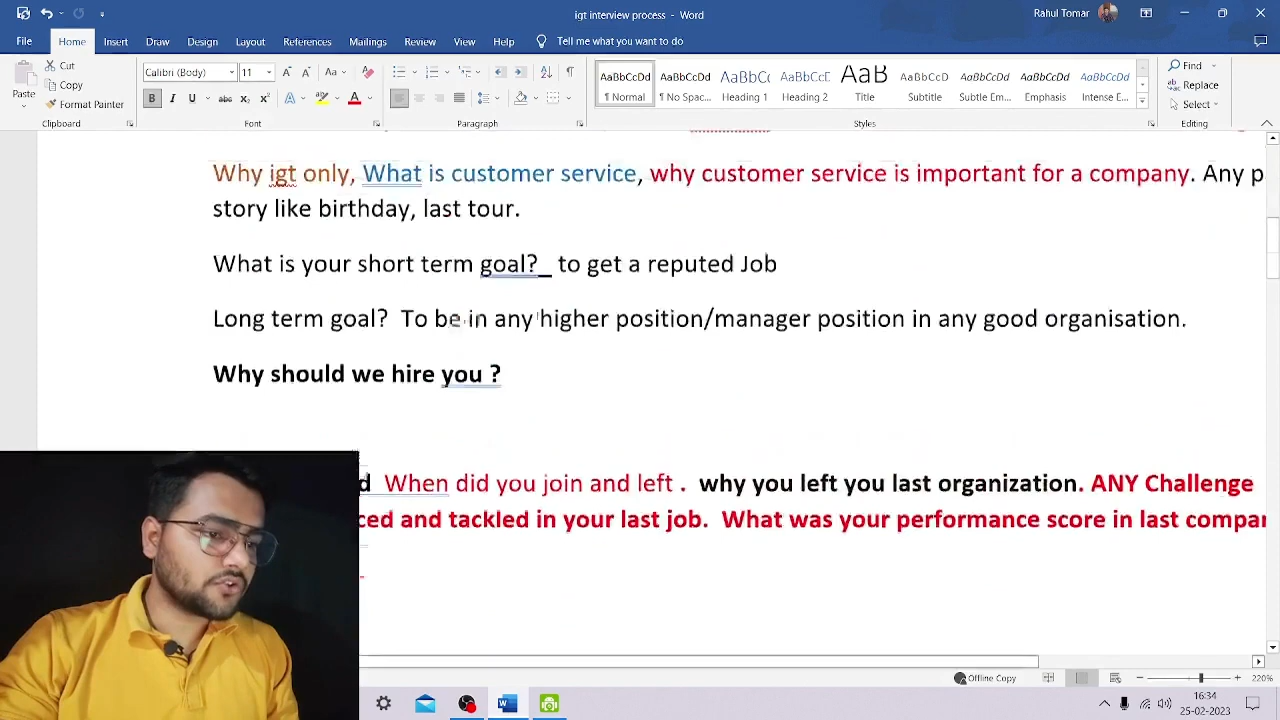 igt interview process - Word
Rahul Tomar
File Home Insert Draw Design Layout References Mailings Review View Help Tell me what you want to do
Paste Cut Copy Format Painter
Calibri (Body) 11
AaBbCcDd AaBbCcDd AaBbCc AaBbCcE AaB AaBbCcD AaBbCcDd AaBbCcDd AaBbCcDd
¶ Normal ¶ No Spac... Heading 1 Heading 2 Title Subtitle Subtle Em... Emphasis Intense E...
Find Replace Select
Clipboard Font Paragraph Styles Editing
Why igt only, What is customer service, why customer service is important for a company. Any p
story like birthday, last tour.
What is your short term goal?_ to get a reputed Job
Long term goal? To be in any higher position/manager position in any good organisation.
Why should we hire you ?
d When did you join and left . why you left you last organization. ANY Challenge
ced and tackled in your last job. What was your performance score in last compar
Offline Copy 220%
16:34
25-05-2023